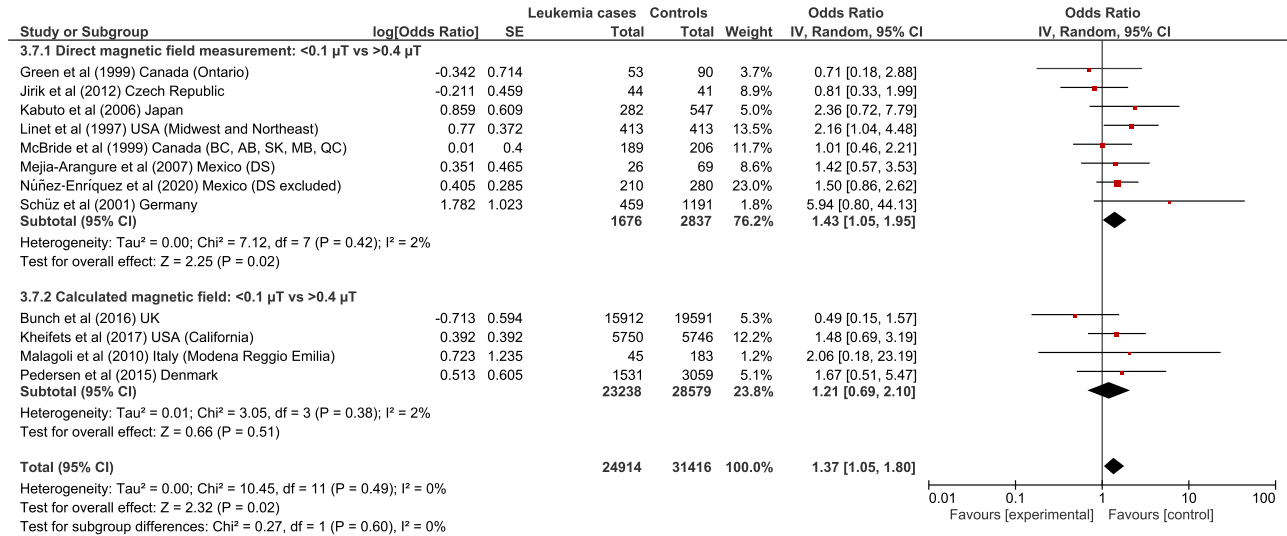 Leukemia cases Controls Odds Ratio Odds Ratio
Study or Subgroup log[Odds Ratio] SE Total Total Weight IV, Random, 95% CI IV, Random, 95% CI
3.7.1 Direct magnetic field measurement: <0.1 µT vs >0.4 µT
Green et al (1999) Canada (Ontario) -0.342 0.714 53 90 3.7% 0.71 [0.18, 2.88]
Jirik et al (2012) Czech Republic -0.211 0.459 44 41 8.9% 0.81 [0.33, 1.99]
Kabuto et al (2006) Japan 0.859 0.609 282 547 5.0% 2.36 [0.72, 7.79]
Linet et al (1997) USA (Midwest and Northeast) 0.77 0.372 413 413 13.5% 2.16 [1.04, 4.48]
McBride et al (1999) Canada (BC, AB, SK, MB, QC) 0.01 0.4 189 206 11.7% 1.01 [0.46, 2.21]
Mejia-Arangure et al (2007) Mexico (DS) 0.351 0.465 26 69 8.6% 1.42 [0.57, 3.53]
Núñez-Enríquez et al (2020) Mexico (DS excluded) 0.405 0.285 210 280 23.0% 1.50 [0.86, 2.62]
Schüz et al (2001) Germany 1.782 1.023 459 1191 1.8% 5.94 [0.80, 44.13]
Subtotal (95% CI) 1676 2837 76.2% 1.43 [1.05, 1.95]
Heterogeneity: Tau² = 0.00; Chi² = 7.12, df = 7 (P = 0.42); I² = 2%
Test for overall effect: Z = 2.25 (P = 0.02)
3.7.2 Calculated magnetic field: <0.1 µT vs >0.4 µT
Bunch et al (2016) UK -0.713 0.594 15912 19591 5.3% 0.49 [0.15, 1.57]
Kheifets et al (2017) USA (California) 0.392 0.392 5750 5746 12.2% 1.48 [0.69, 3.19]
Malagoli et al (2010) Italy (Modena Reggio Emilia) 0.723 1.235 45 183 1.2% 2.06 [0.18, 23.19]
Pedersen et al (2015) Denmark 0.513 0.605 1531 3059 5.1% 1.67 [0.51, 5.47]
Subtotal (95% CI) 23238 28579 23.8% 1.21 [0.69, 2.10]
Heterogeneity: Tau² = 0.01; Chi² = 3.05, df = 3 (P = 0.38); I² = 2%
Test for overall effect: Z = 0.66 (P = 0.51)
Total (95% CI) 24914 31416 100.0% 1.37 [1.05, 1.80]
Heterogeneity: Tau² = 0.00; Chi² = 10.45, df = 11 (P = 0.49); I² = 0%
Test for overall effect: Z = 2.32 (P = 0.02)
Test for subgroup differences: Chi² = 0.27, df = 1 (P = 0.60), I² = 0%
0.01 0.1 1 10 100
Favours [experimental] Favours [control]